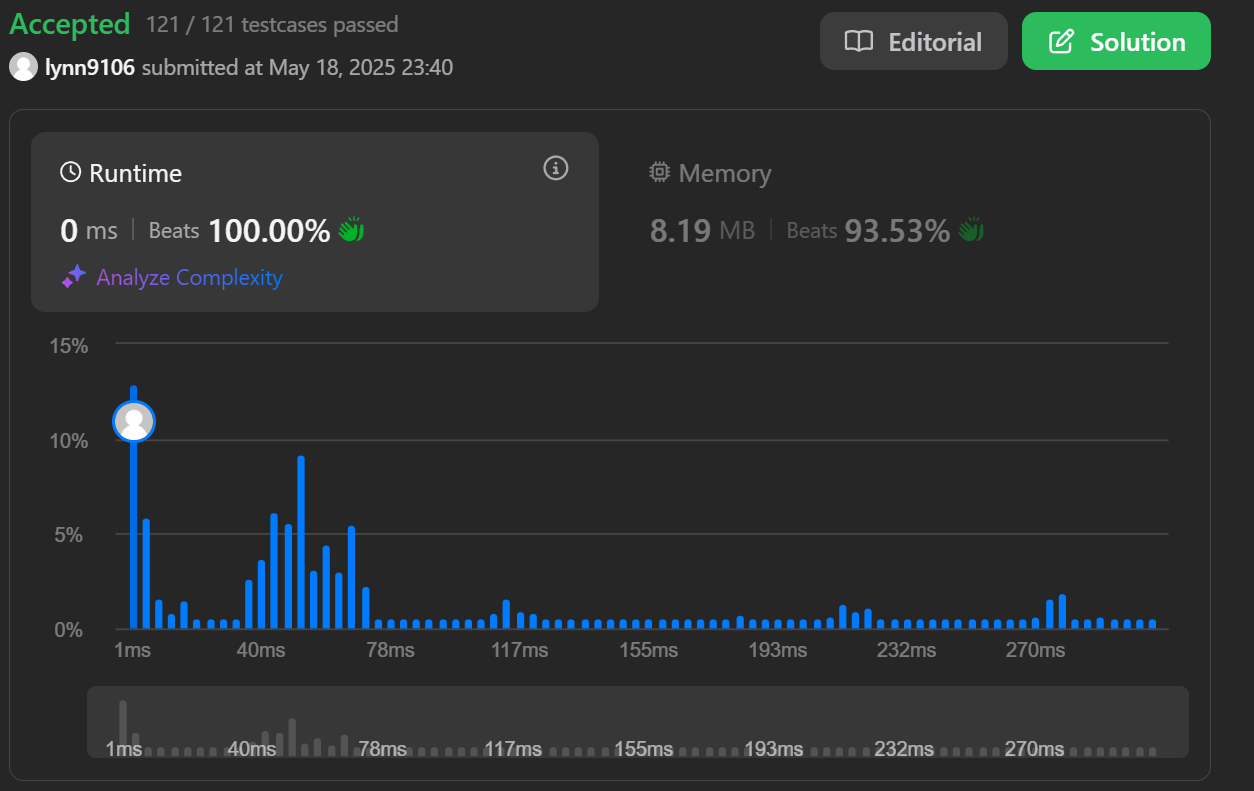 Accepted 121 / 121 testcases passed
Editorial
Solution
lynn9106 submitted at May 18, 2025 23:40
Runtime
0 ms Beats 100.00%
Analyze Complexity
Memory
8.19 MB Beats 93.53%
15%
10%
5%
0%
1ms 40ms 78ms 117ms 155ms 193ms 232ms 270ms
1ms 40ms 78ms 117ms 155ms 193ms 232ms 270ms